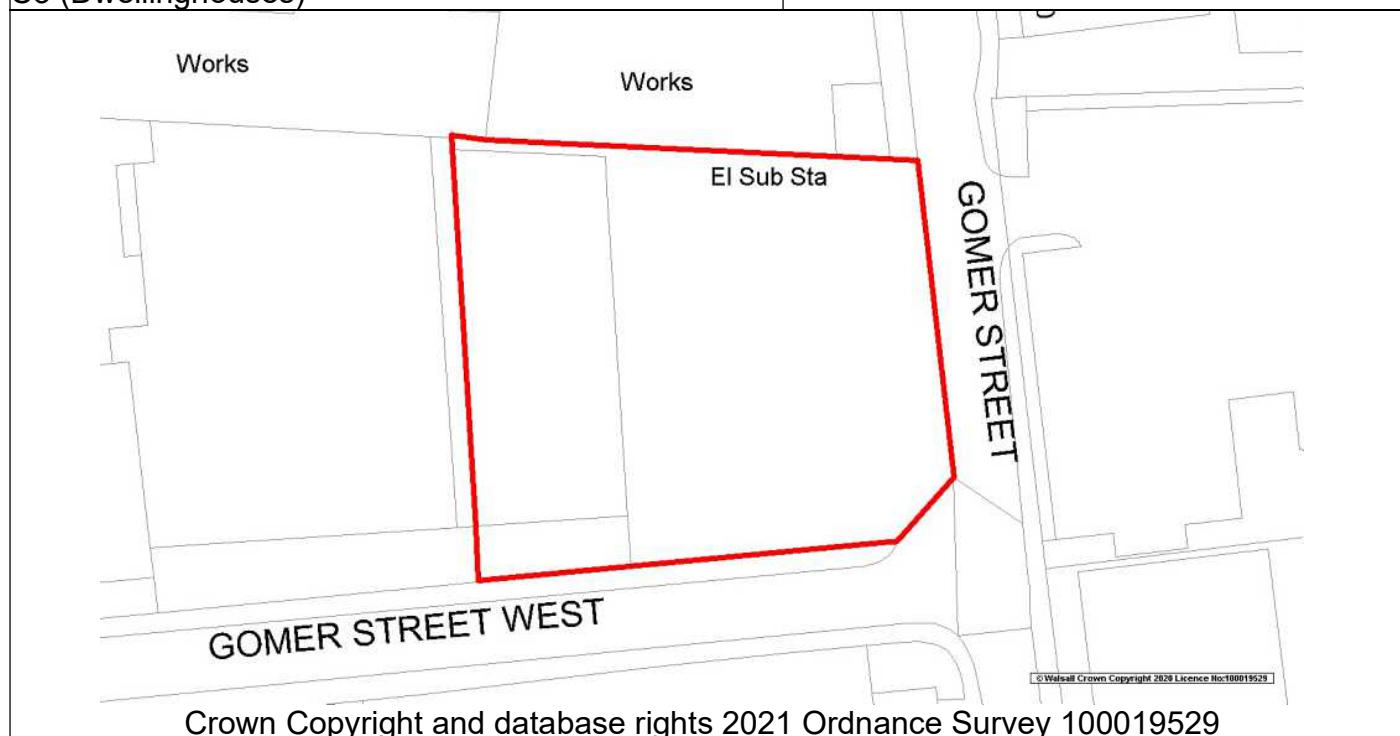 (Dwellinghouses)
Works
Works
El Sub Sta
GOMER STREET
GOMER STREET WEST
© Walsall Crown Copyright 2020 Licence No:100019529
Crown Copyright and database rights 2021 Ordnance Survey 100019529